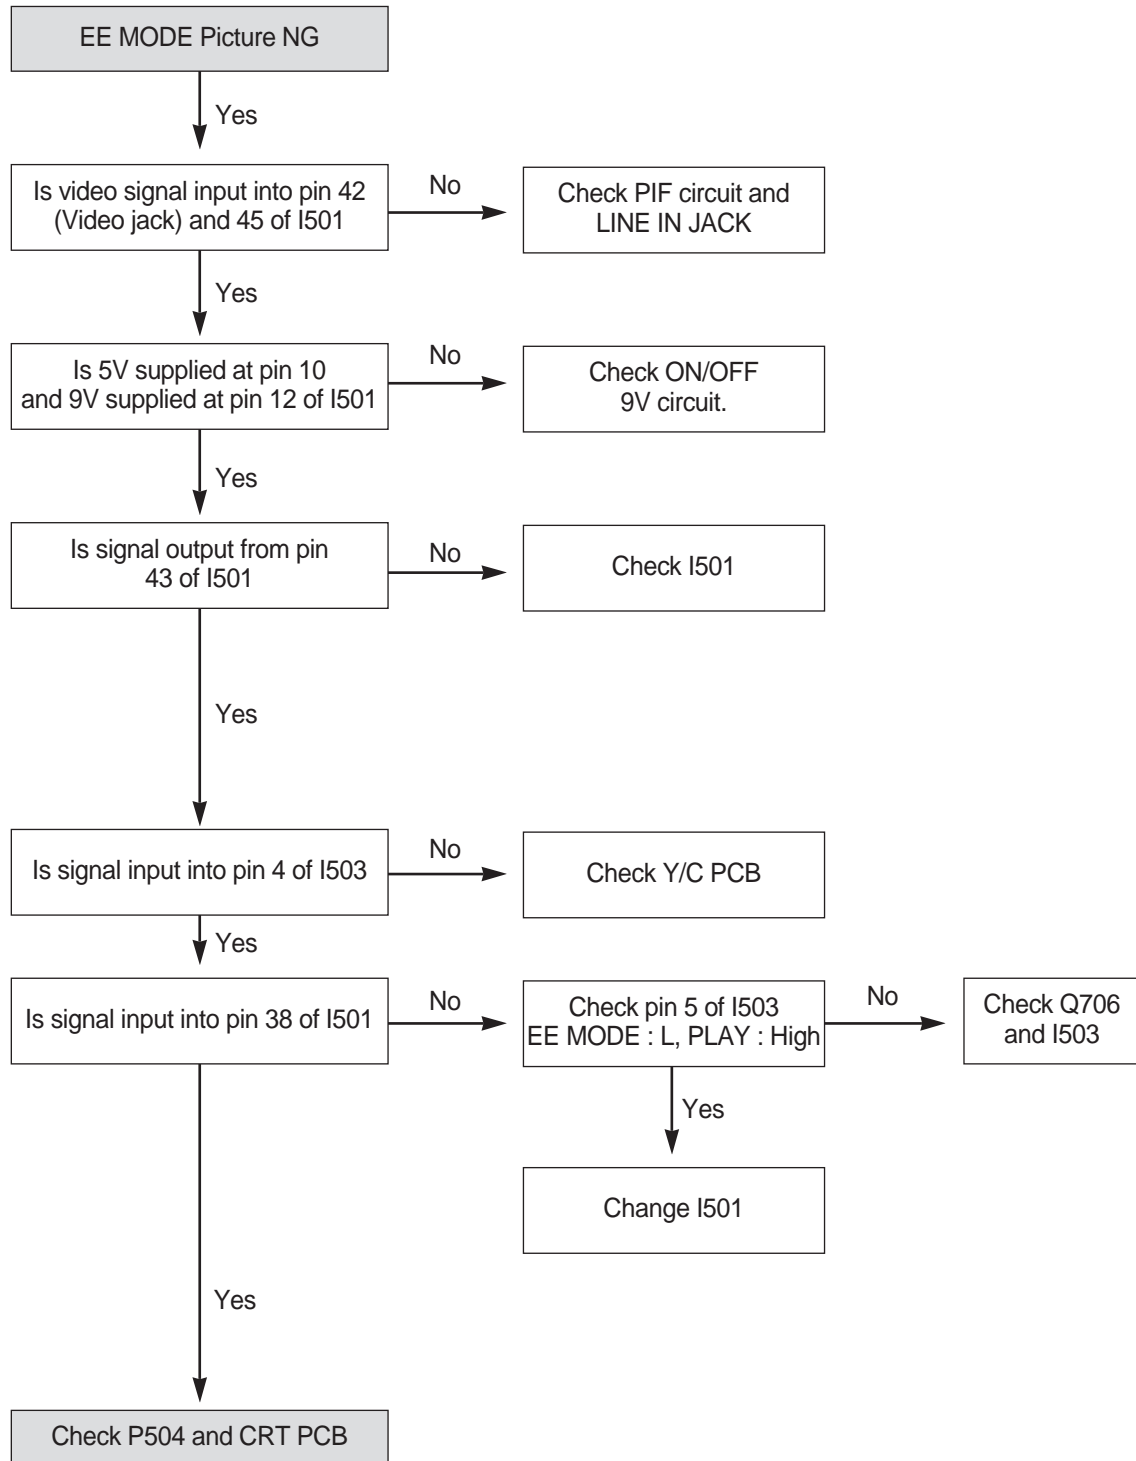 EE MODE Picture NG
Yes
Is video signal input into pin 42
(Video jack) and 45 of I501
No
Check PIF circuit and
LINE IN JACK
Yes
Is 5V supplied at pin 10
and 9V supplied at pin 12 of I501
No
Check ON/OFF
9V circuit.
Yes
Is signal output from pin
43 of I501
No
Check I501
Yes
Is signal input into pin 4 of I503
No
Check Y/C PCB
Yes
Is signal input into pin 38 of I501
No
Check pin 5 of I503
EE MODE : L, PLAY : High
No
Check Q706
and I503
Yes
Change I501
Yes
Check P504 and CRT PCB